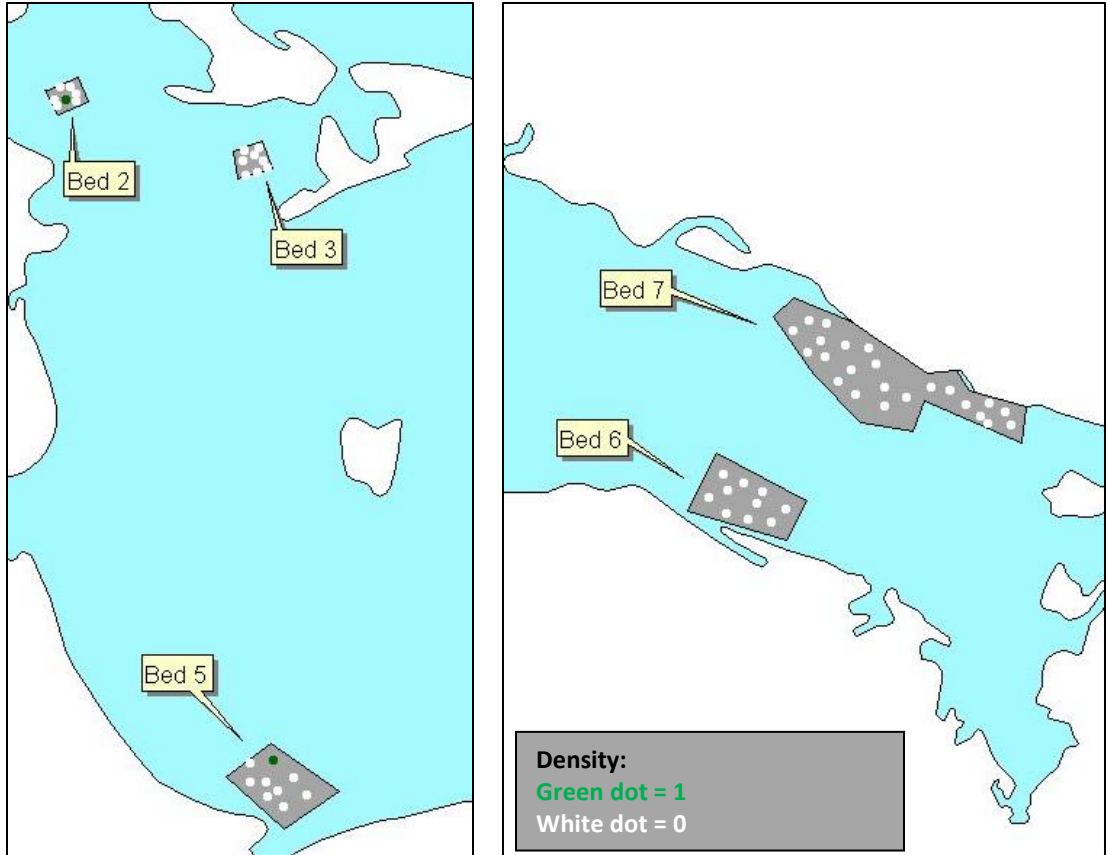 Bed 2
Bed 3
Bed 5
Bed 7
Bed 6
Density:
Green dot = 1
White dot = 0